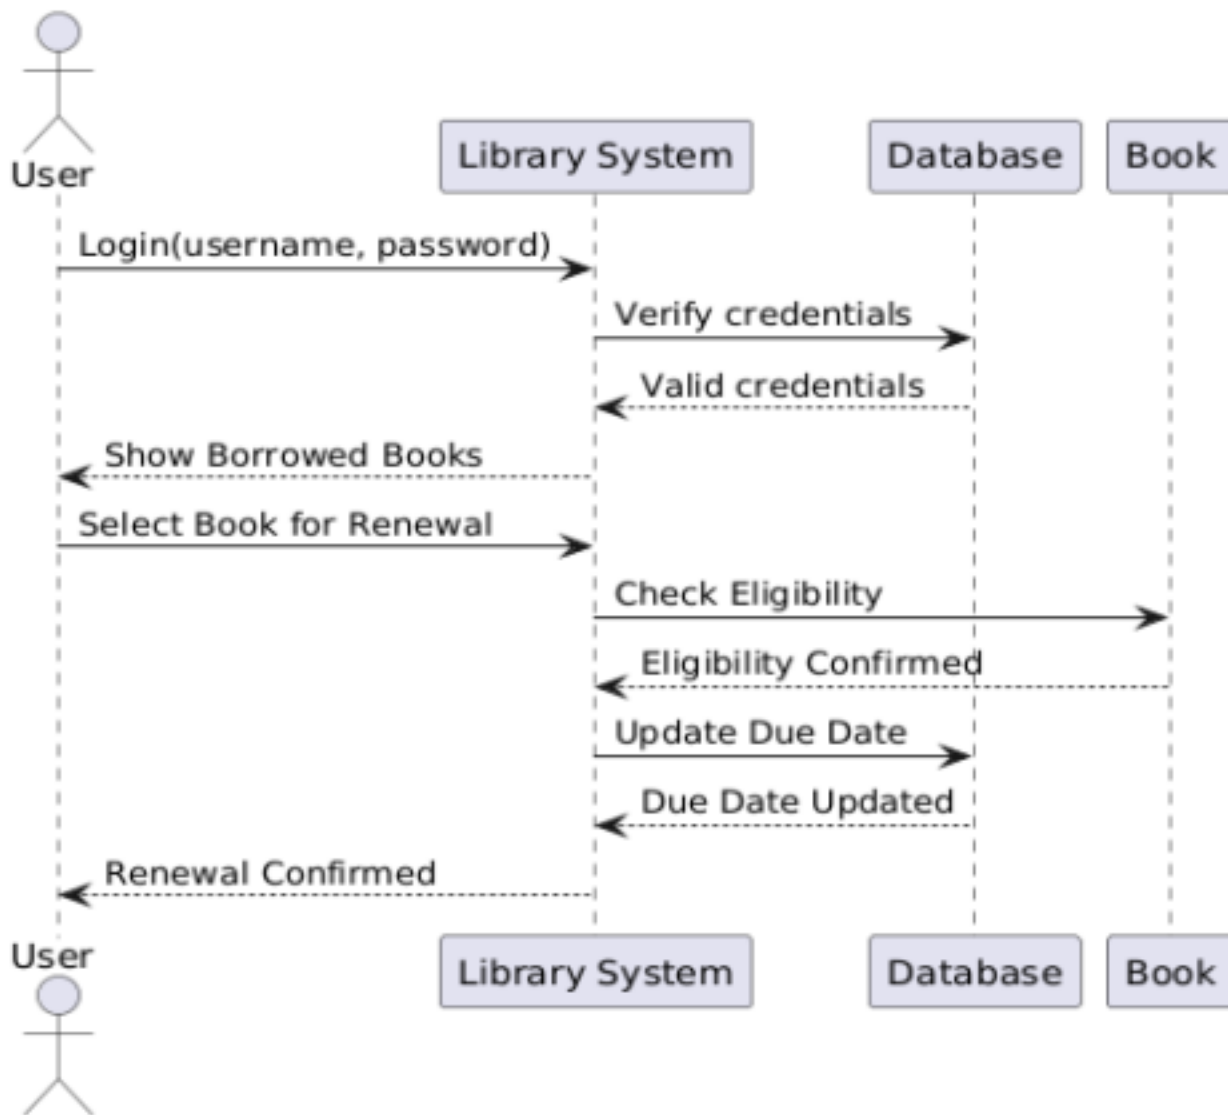 User
Library System
Database
Book
Login(username, password)
Verify credentials
Valid credentials
Show Borrowed Books
Select Book for Renewal
Check Eligibility
Eligibility Confirmed
Update Due Date
Due Date Updated
Renewal Confirmed
User
Library System
Database
Book